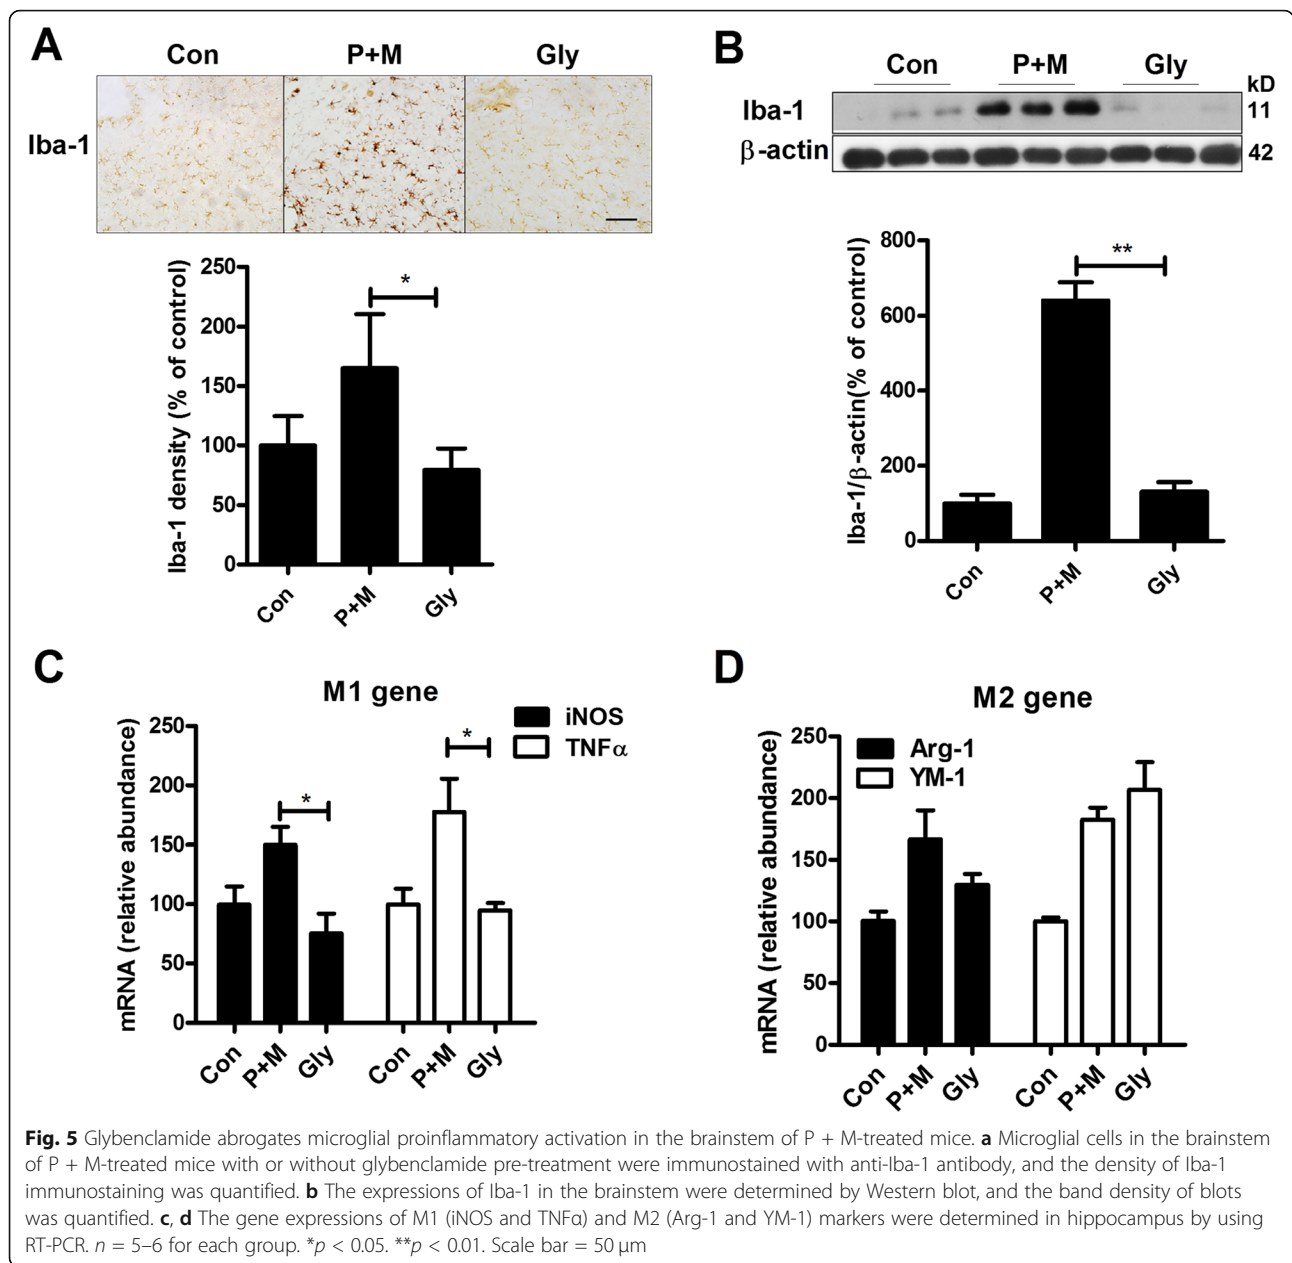 A
Con P+M Gly
Iba-1
Iba-1 density (% of control)
250
200
150
100
50
0
*
Con P+M Gly
B
Con P+M Gly
kD
Iba-1 11
β-actin 42
Iba-1/β-actin(% of control)
800
600
400
200
0
**
Con P+M Gly
C
M1 gene
iNOS
TNFα
mRNA (relative abundance)
250
200
150
100
50
0
*
*
Con P+M Gly Con P+M Gly
D
M2 gene
Arg-1
YM-1
mRNA (relative abundance)
250
200
150
100
50
0
Con P+M Gly Con P+M Gly
Fig. 5 Glybenclamide abrogates microglial proinflammatory activation in the brainstem of P + M-treated mice. a Microglial cells in the brainstem
of P + M-treated mice with or without glybenclamide pre-treatment were immunostained with anti-Iba-1 antibody, and the density of Iba-1
immunostaining was quantified. b The expressions of Iba-1 in the brainstem were determined by Western blot, and the band density of blots
was quantified. c, d The gene expressions of M1 (iNOS and TNFα) and M2 (Arg-1 and YM-1) markers were determined in hippocampus by using
RT-PCR. n = 5–6 for each group. *p < 0.05. **p < 0.01. Scale bar = 50 μm